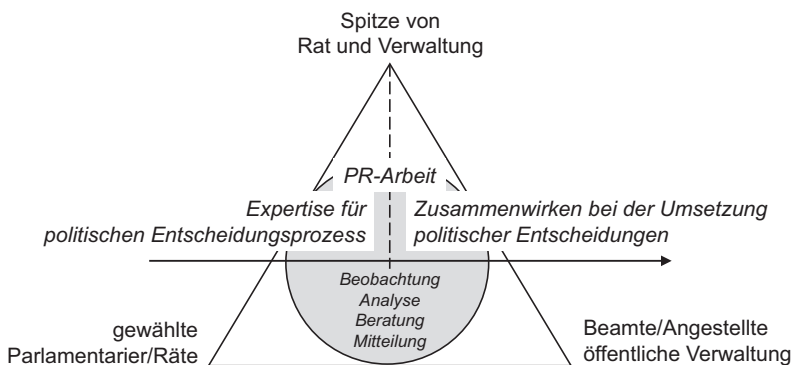 Spitze von
Rat und Verwaltung
PR-Arbeit
Expertise für
politischen Entscheidungsprozess
Zusammenwirken bei der Umsetzung
politischer Entscheidungen
Beobachtung
Analyse
Beratung
Mitteilung
gewählte
Parlamentarier/Räte
Beamte/Angestellte
öffentliche Verwaltung